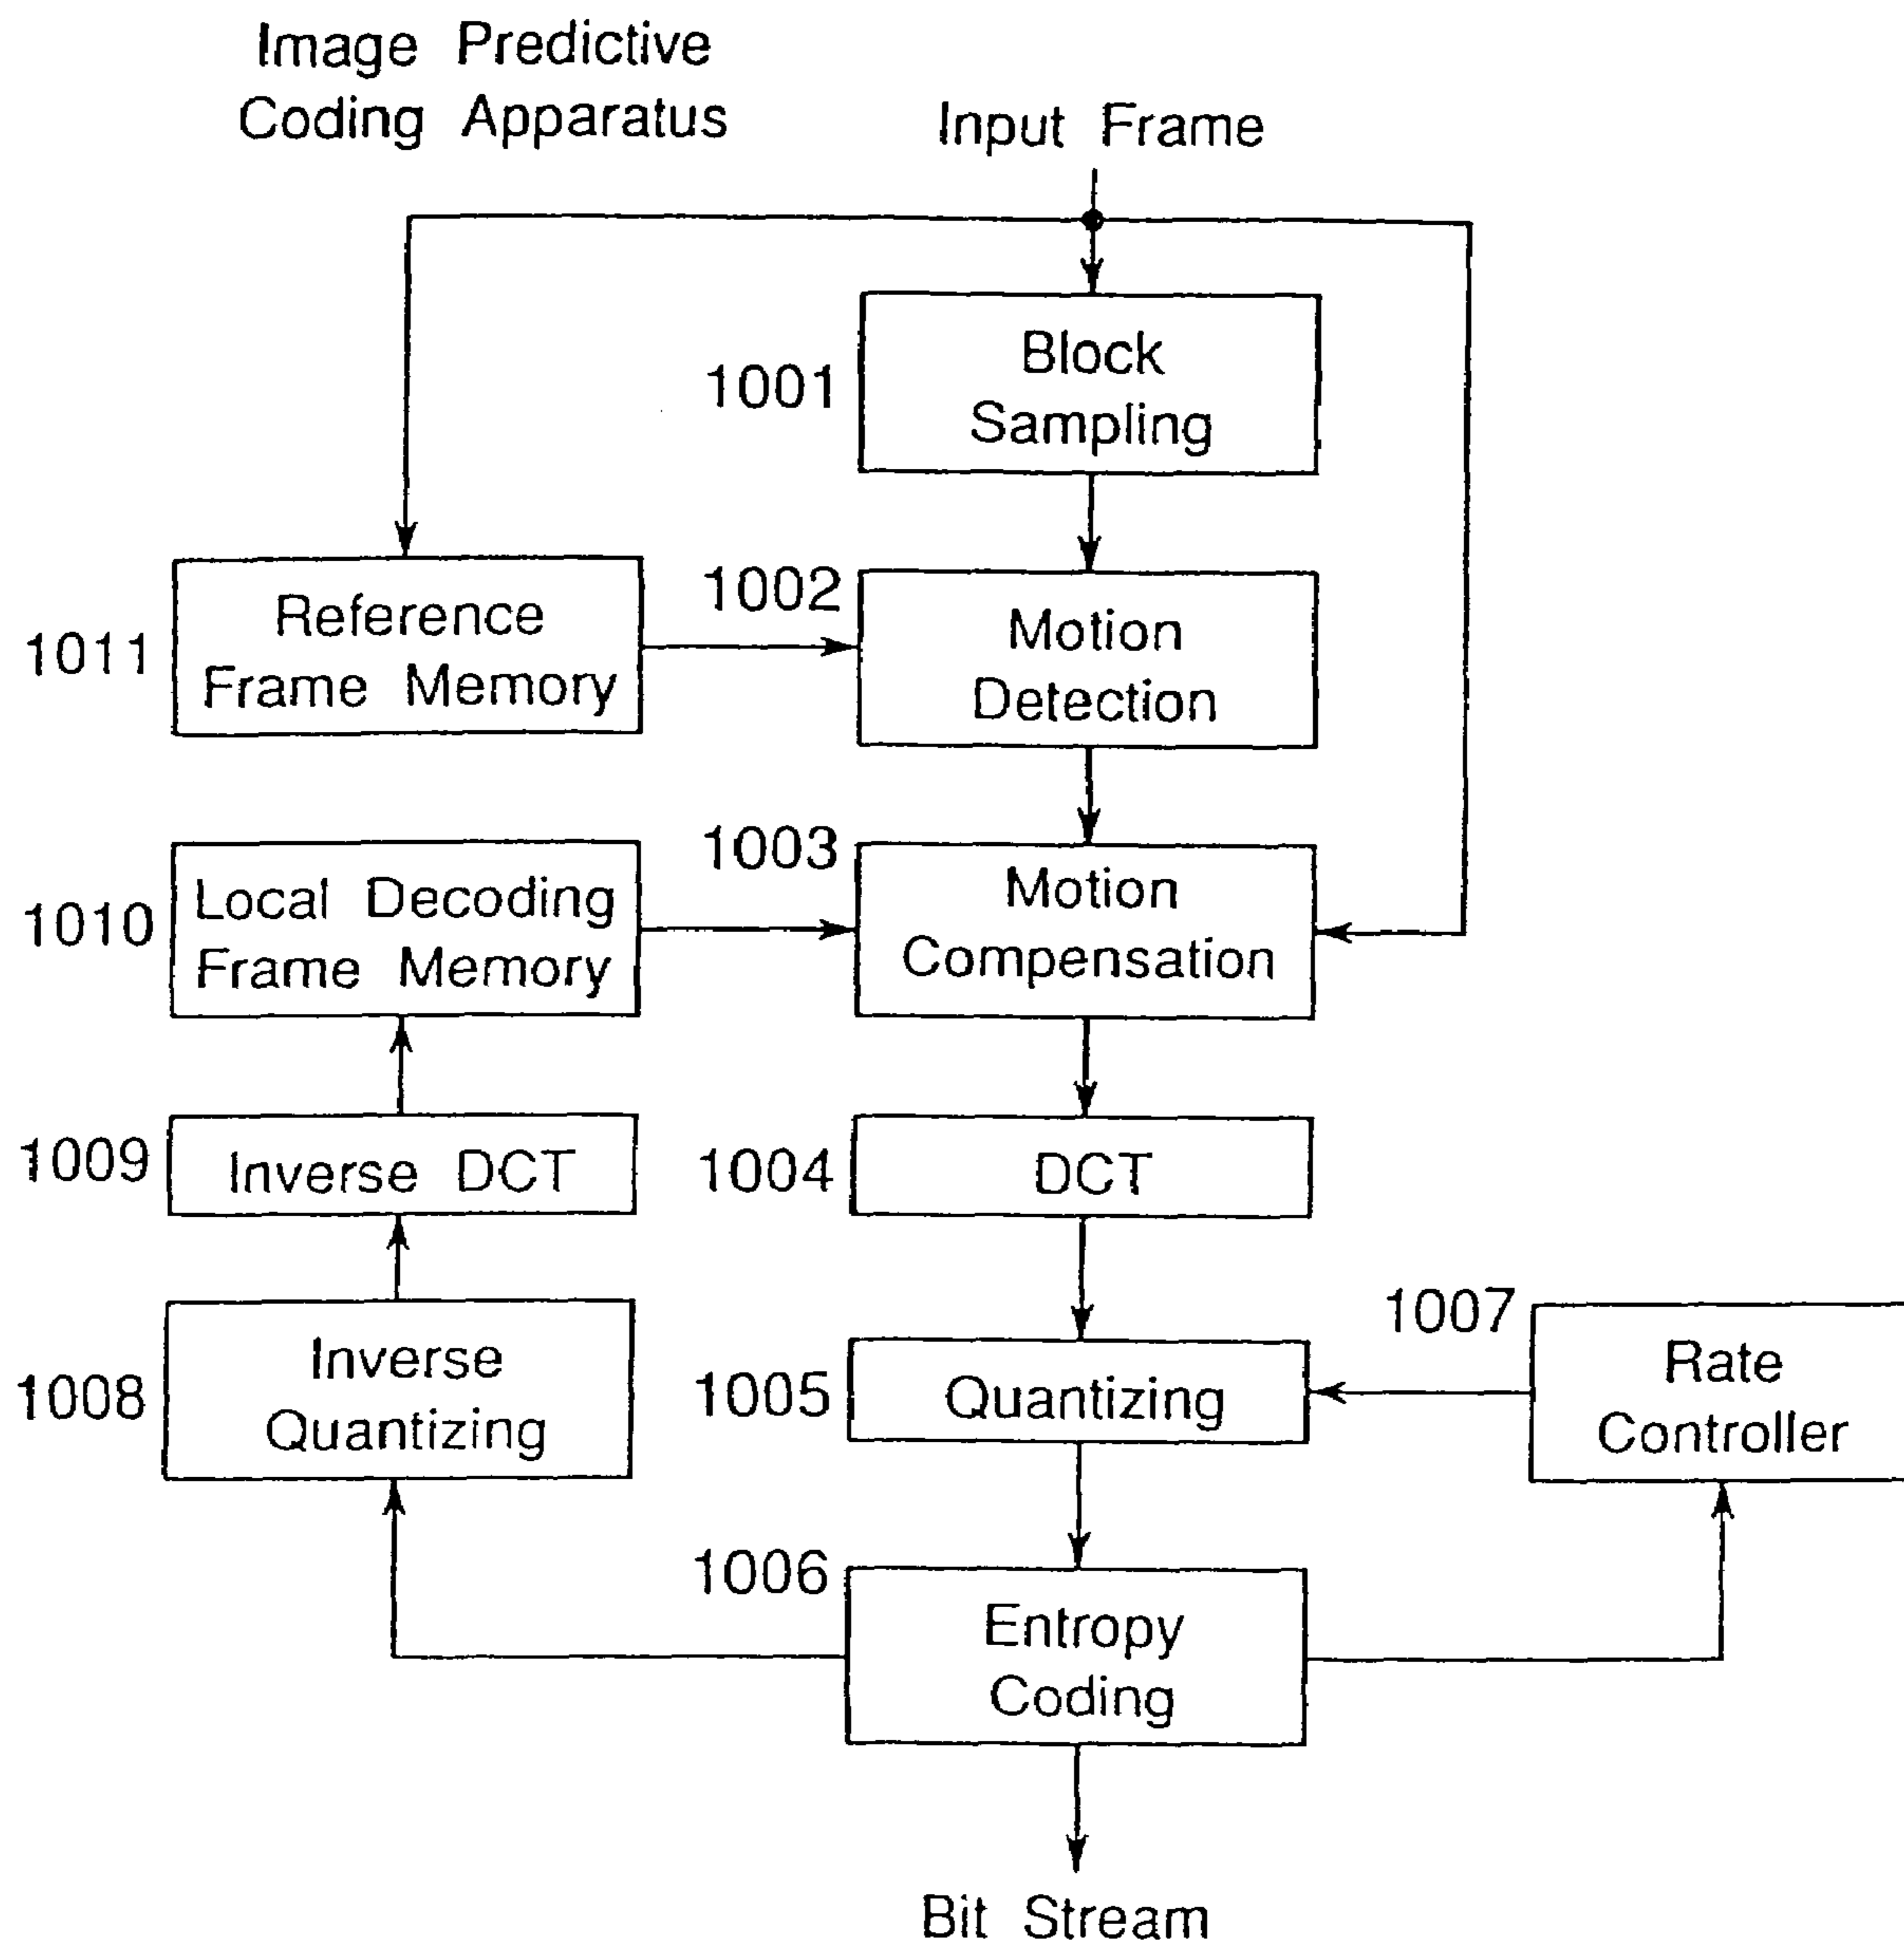 Image Predictive
Coding Apparatus
Input Frame
1001
Block
Sampling
1011
Reference
Frame Memory
1002
Motion
Detection
1010
Local Decoding
Frame Memory
1003
Motion
Compensation
1009
Inverse DCT
1004
DCT
1008
Inverse
Quantizing
1005
Quantizing
1007
Rate
Controller
1006
Entropy
Coding
Bit Stream